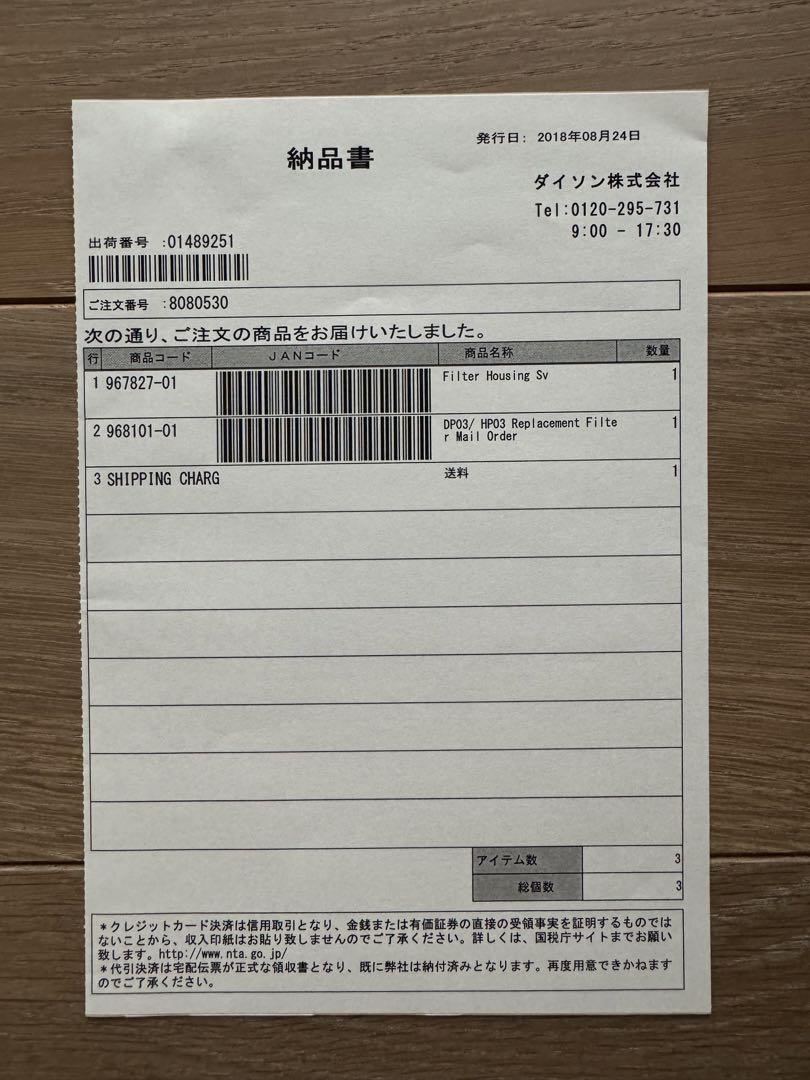 納品書
発行日: 2018年08月24日
ダイソン株式会社
Tel:0120-295-731
9:00 - 17:30
出荷番号 :01489251
ご注文番号 :8080530
次の通り、ご注文の商品をお届けいたしました。
行 商品コード JANコード 商品名称 数量
1 967827-01 Filter Housing Sv 1
2 968101-01 DP03/ HP03 Replacement Filte 1
r Mail Order
3 SHIPPING CHARG 送料 1
アイテム数 3
総個数 3
*クレジットカード決済は信用取引となり、金銭または有価証券の直接の受領事実を証明するものでは
ないことから、収入印紙はお貼り致しませんのでご了承ください。詳しくは、国税庁サイトまでお願い
致します。http://www.nta.go.jp/
*代引決済は宅配伝票が正式な領収書となり、既に弊社は納付済みとなります。再度用意できかねます
のでご了承ください。